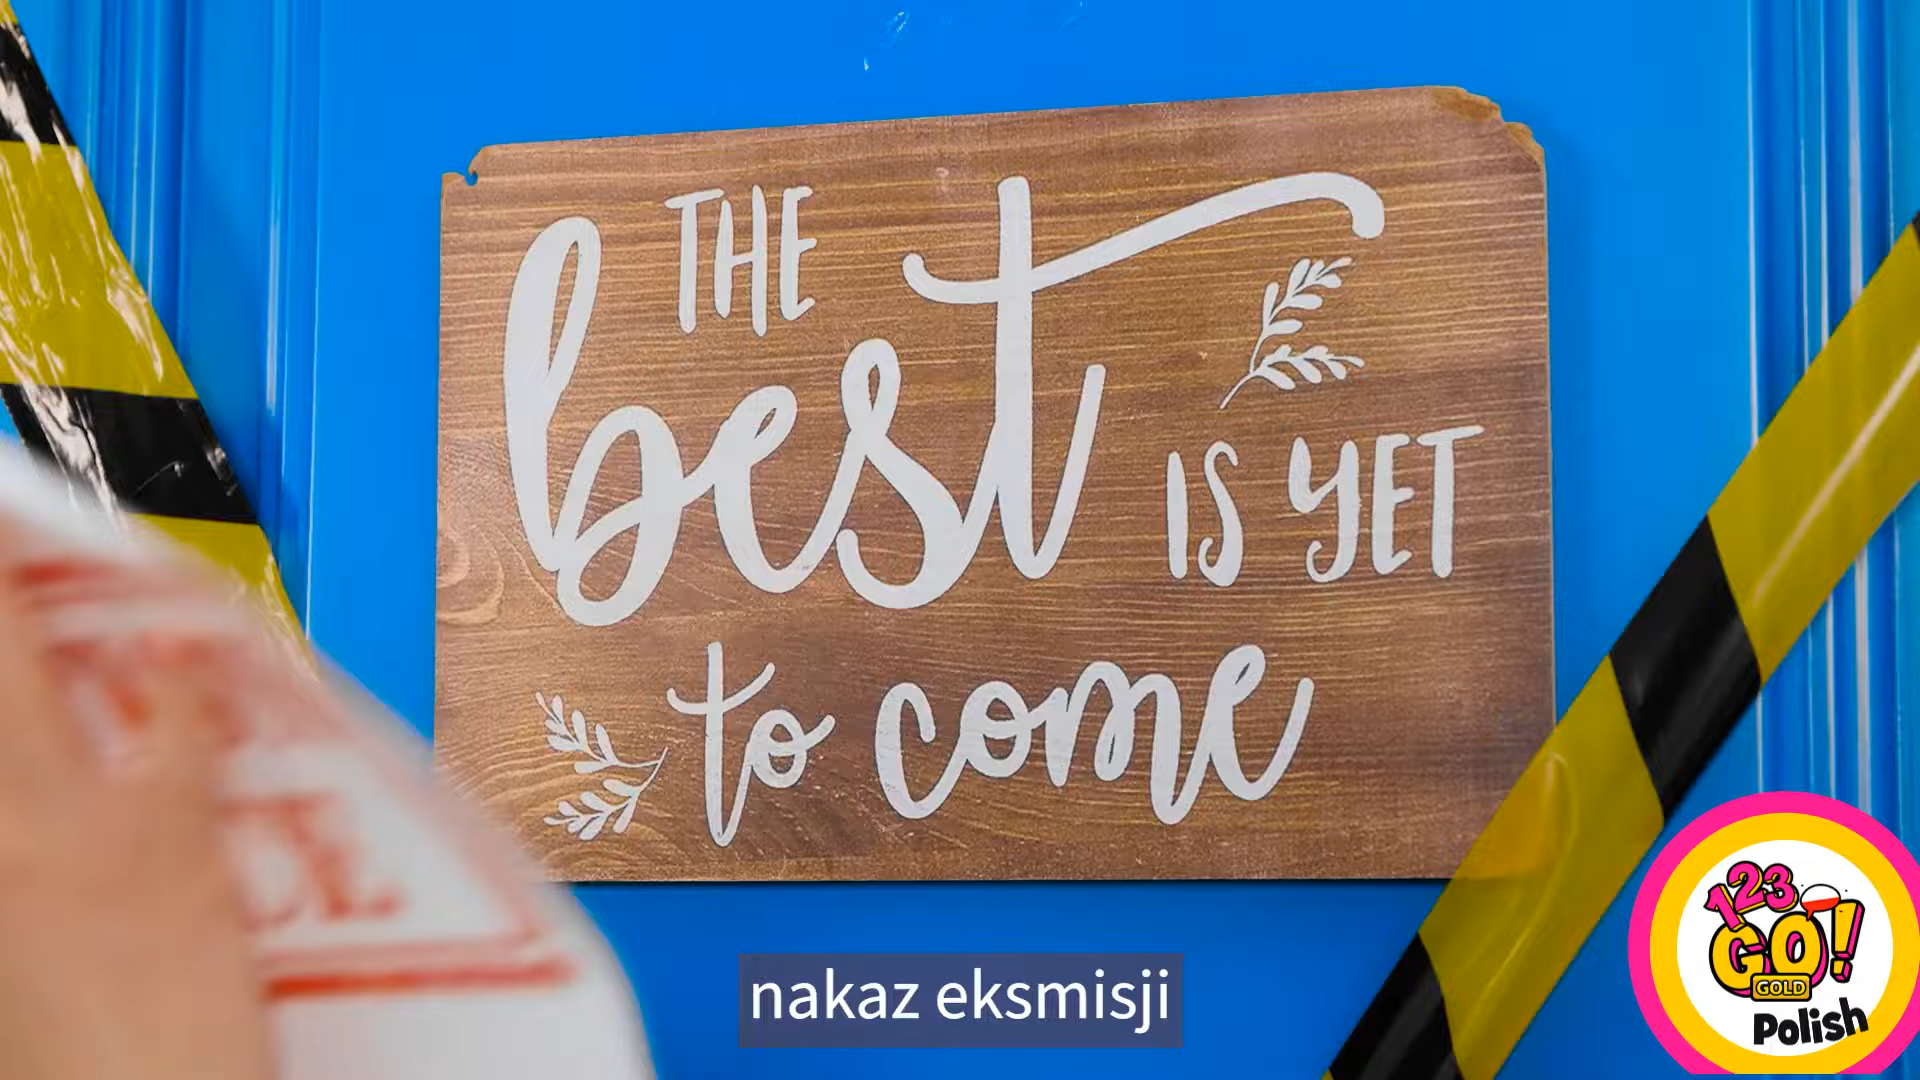 THE
best IS YET
to come
nakaz eksmisji
123
GO!
GOLD
Polish